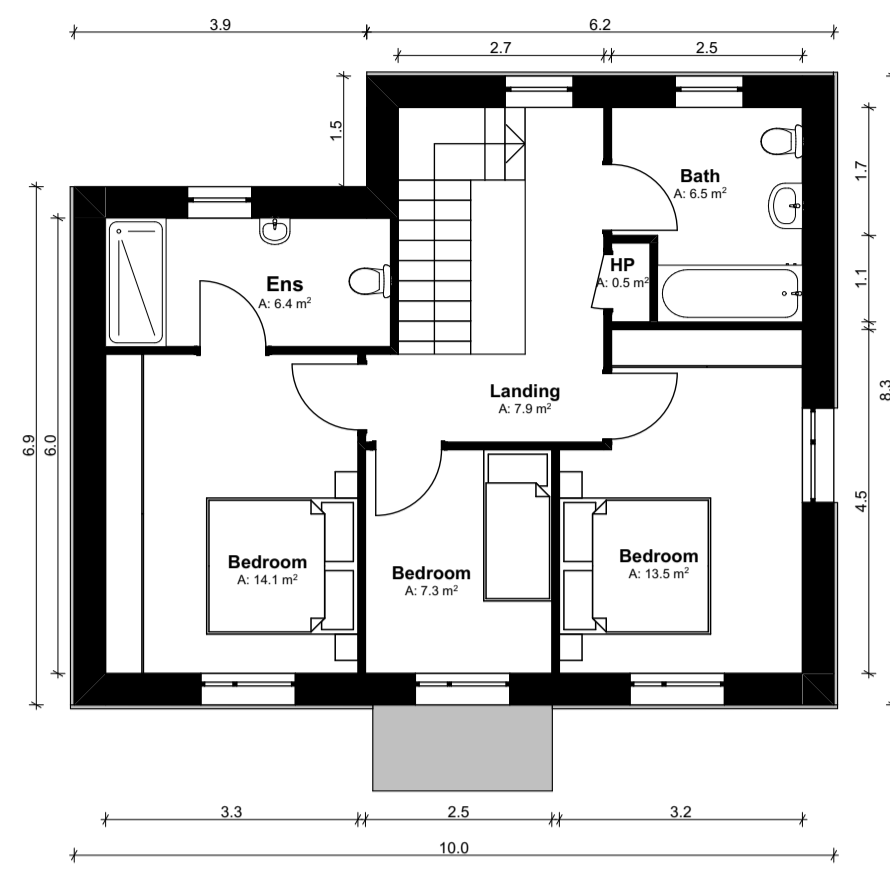 3.9
6.2
2.7
2.5
1.5
1.7
Bath
A: 6.5 m²
HP
A: 0.5 m²
1.1
Ens
A: 6.4 m²
Landing
A: 7.9 m²
8.3
6.9
6.0
4.5
Bedroom
A: 14.1 m²
Bedroom
A: 7.3 m²
Bedroom
A: 13.5 m²
3.3
2.5
3.2
10.0